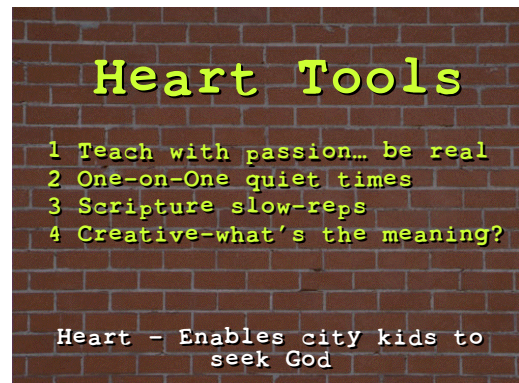 Heart Tools
1 Teach with passion… be real
2 One-on-One quiet times
3 Scripture slow-reps
4 Creative-what's the meaning?
Heart - Enables city kids to
seek God